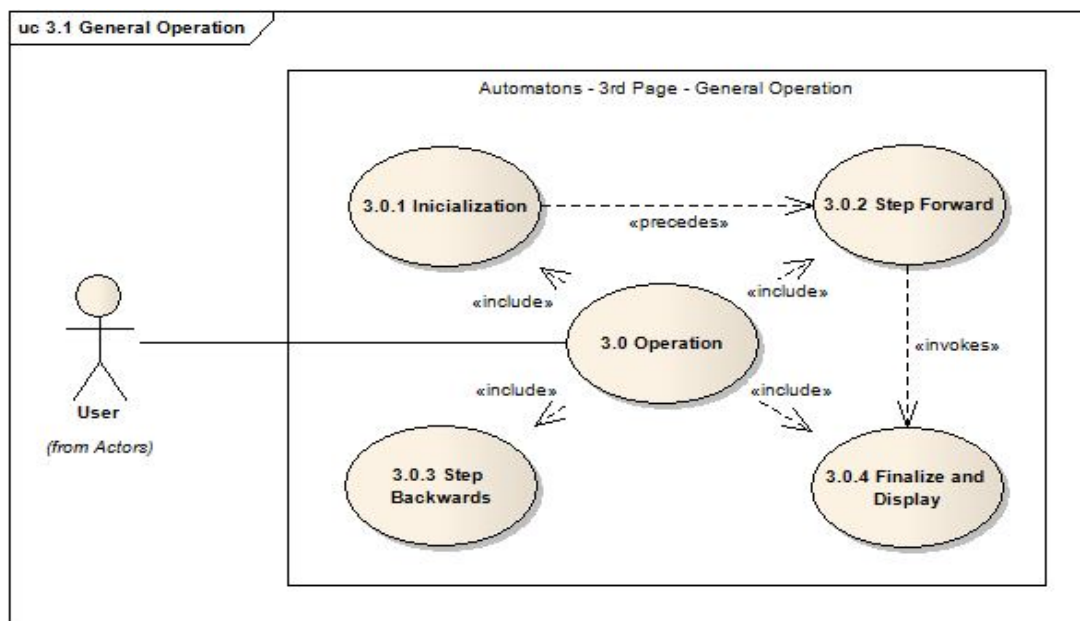 uc 3.1 General Operation
Automatons - 3rd Page - General Operation
3.0.1 Inicialization
3.0.2 Step Forward
«precedes»
«include»
«include»
3.0 Operation
«invokes»
«include»
«include»
User
(from Actors)
3.0.3 Step
Backwards
3.0.4 Finalize and
Display